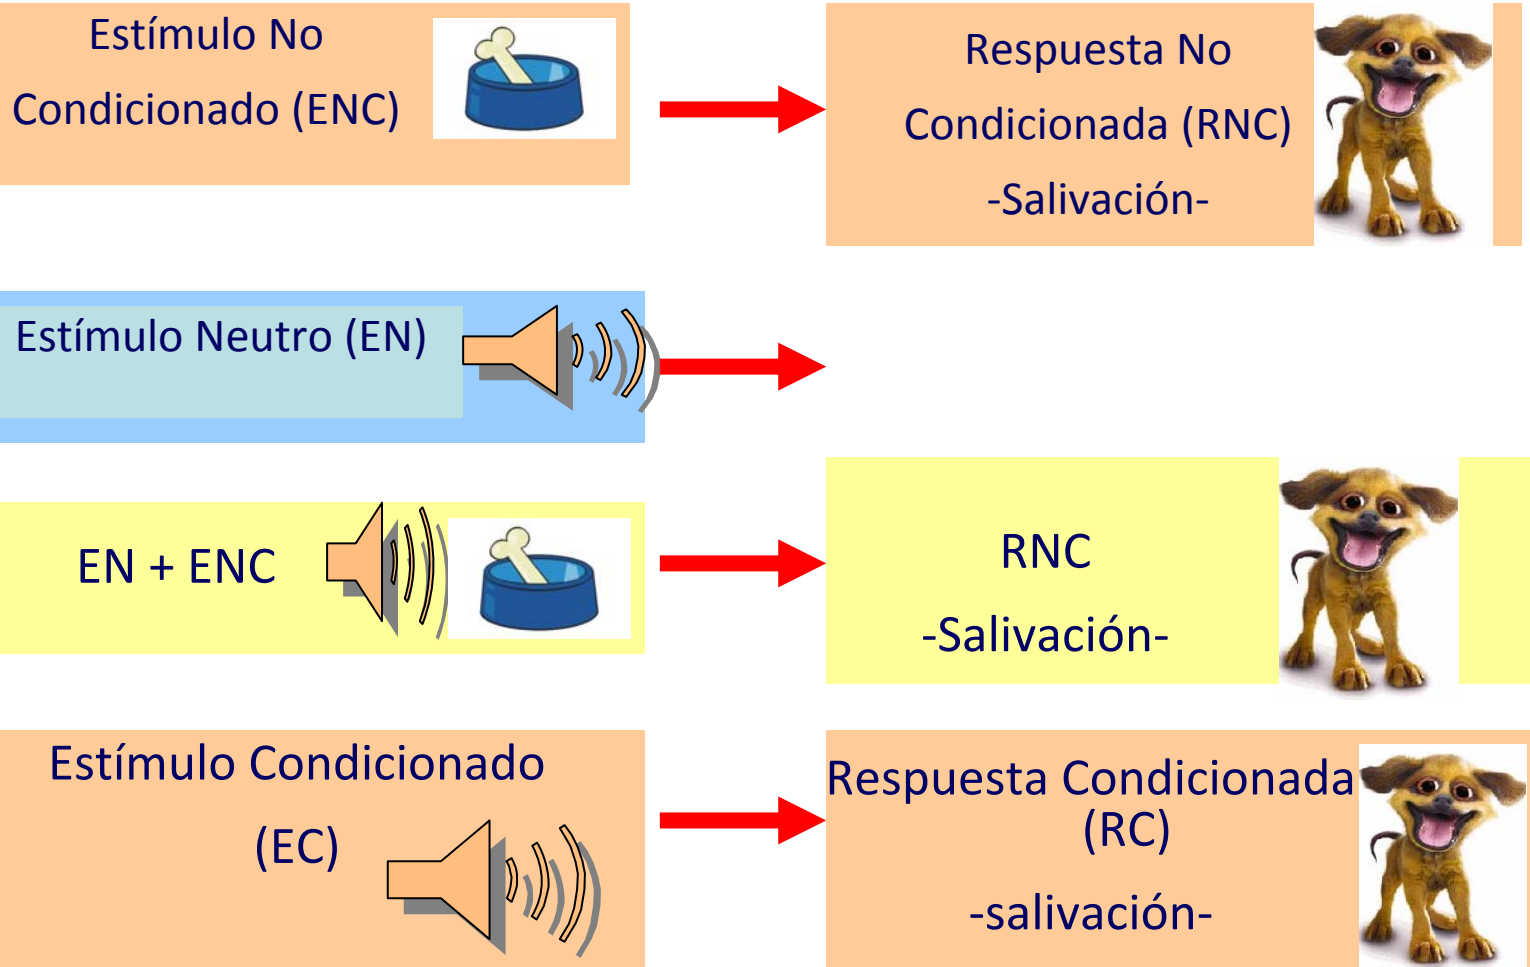 Estímulo No
Condicionado (ENC)
Respuesta No
Condicionada (RNC)
-Salivación-
Estímulo Neutro (EN)
EN + ENC
RNC
-Salivación-
Estímulo Condicionado
(EC)
Respuesta Condicionada
(RC)
-salivación-